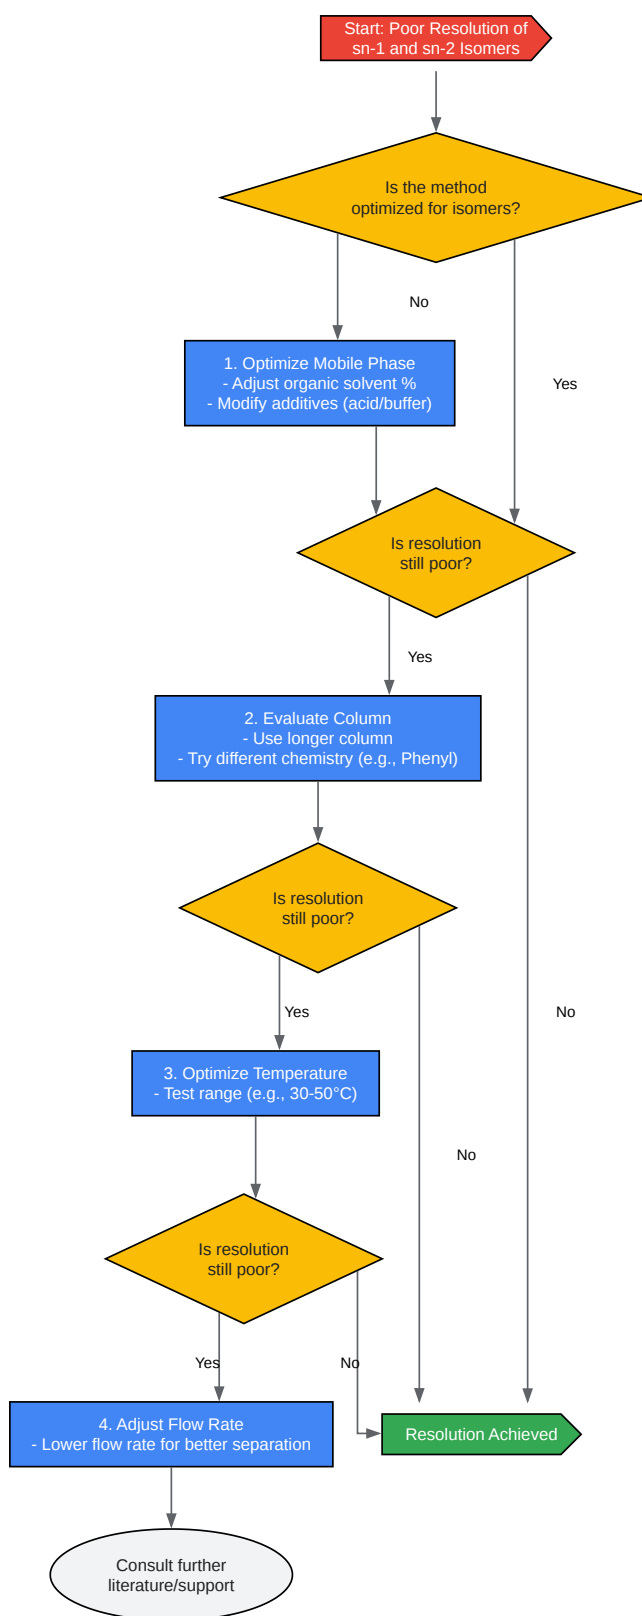 Start: Poor Resolution of
sn-1 and sn-2 Isomers
Is the method
optimized for isomers?
No
1. Optimize Mobile Phase
- Adjust organic solvent %
- Modify additives (acid/buffer)
Yes
Is resolution
still poor?
Yes
2. Evaluate Column
- Use longer column
- Try different chemistry (e.g., Phenyl)
Is resolution
still poor?
Yes
No
3. Optimize Temperature
- Test range (e.g., 30-50°C)
No
Is resolution
still poor?
Yes
No
4. Adjust Flow Rate
- Lower flow rate for better separation
Resolution Achieved
Consult further
literature/support